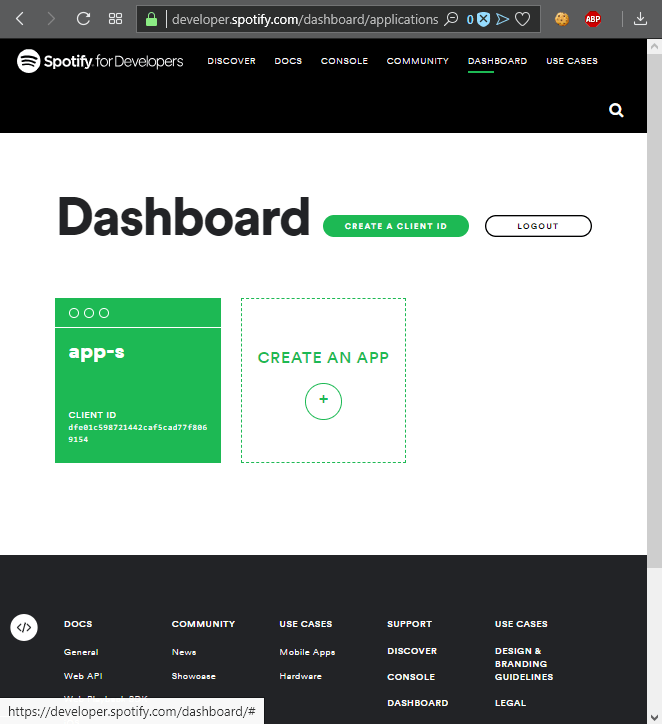 developer.spotify.com/dashboard/applications 0 ABP
Spotify for Developers DISCOVER DOCS CONSOLE COMMUNITY DASHBOARD USE CASES
Dashboard CREATE A CLIENT ID LOGOUT
app-s
CLIENT ID
dfe01c598721442caf5cad77f806
9154
CREATE AN APP
+
DOCS COMMUNITY USE CASES SUPPORT USE CASES
General News Mobile Apps DISCOVER DESIGN &
BRANDING
GUIDELINES
Web API Showcase Hardware CONSOLE
DASHBOARD LEGAL
https://developer.spotify.com/dashboard/#